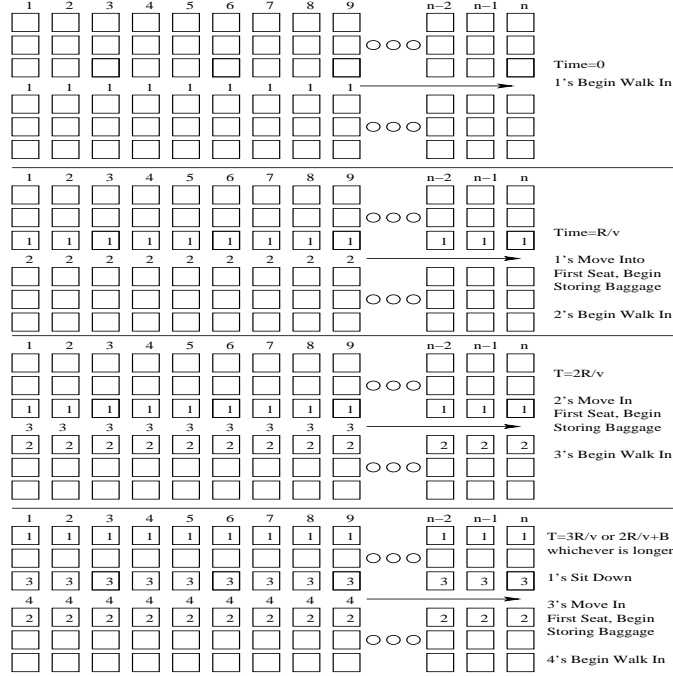 1 2 3 4 5 6 7 8 9 n−2 n−1 n
Time=0
1's Begin Walk In
1 1 1 1 1 1 1 1 1
1 2 3 4 5 6 7 8 9 n−2 n−1 n
1 1 1 1 1 1 1 1 1 1 1 1
Time=R/v
2 2 2 2 2 2 2 2 2
1's Move Into
First Seat, Begin
Storing Baggage
2's Begin Walk In
1 2 3 4 5 6 7 8 9 n−2 n−1 n
T=2R/v
1 1 1 1 1 1 1 1 1 1 1 1
2's Move In
First Seat, Begin
Storing Baggage
3 3 3 3 3 3 3 3 3
2 2 2 2 2 2 2 2 2 2 2 2
3's Begin Walk In
1 2 3 4 5 6 7 8 9 n−2 n−1 n
1 1 1 1 1 1 1 1 1 1 1 1
T=3R/v or 2R/v+B
whichever is longer
3 3 3 3 3 3 3 3 3 3 3 3
1's Sit Down
4 4 4 4 4 4 4 4 4
2 2 2 2 2 2 2 2 2 2 2 2
3's Move In
First Seat, Begin
Storing Baggage
4's Begin Walk In